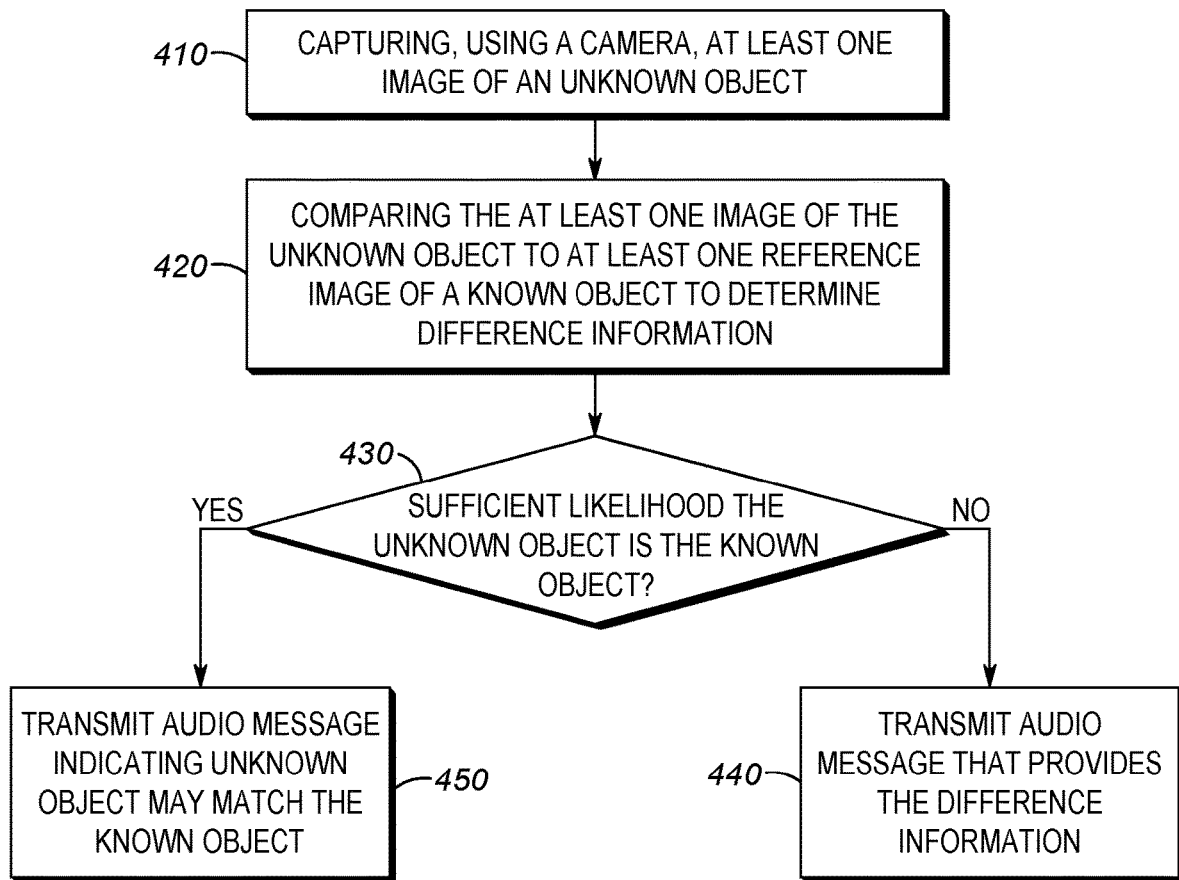 410
CAPTURING, USING A CAMERA, AT LEAST ONE
IMAGE OF AN UNKNOWN OBJECT
420
COMPARING THE AT LEAST ONE IMAGE OF THE
UNKNOWN OBJECT TO AT LEAST ONE REFERENCE
IMAGE OF A KNOWN OBJECT TO DETERMINE
DIFFERENCE INFORMATION
430
YES
SUFFICIENT LIKELIHOOD THE
UNKNOWN OBJECT IS THE KNOWN
OBJECT?
NO
TRANSMIT AUDIO MESSAGE
INDICATING UNKNOWN
OBJECT MAY MATCH THE
KNOWN OBJECT
450
440
TRANSMIT AUDIO
MESSAGE THAT PROVIDES
THE DIFFERENCE
INFORMATION